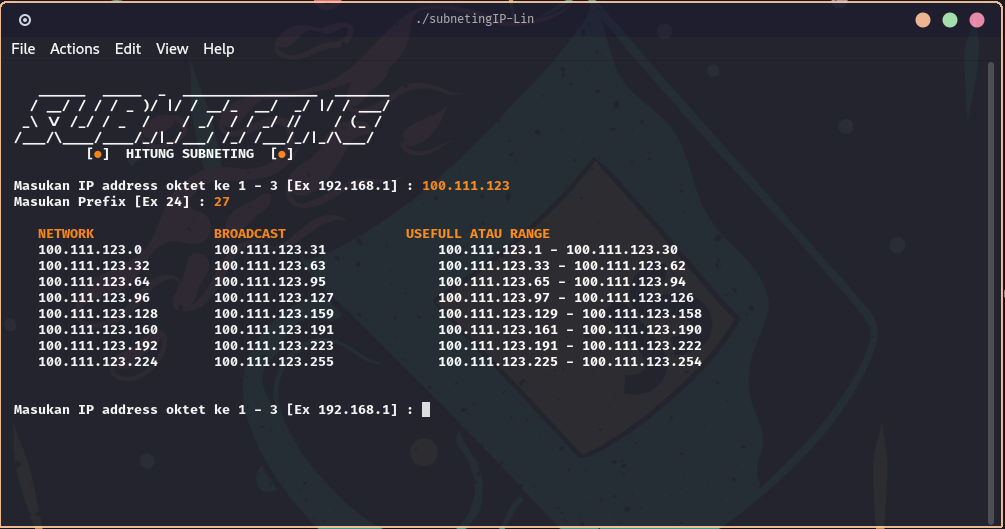 ./subnetingIP-Lin
File Actions Edit View Help
[●] HITUNG SUBNETING [●]
Masukan IP address oktet ke 1 - 3 [Ex 192.168.1] : 100.111.123
Masukan Prefix [Ex 24] : 27
NETWORK BROADCAST USEFULL ATAU RANGE
100.111.123.0 100.111.123.31 100.111.123.1 - 100.111.123.30
100.111.123.32 100.111.123.63 100.111.123.33 - 100.111.123.62
100.111.123.64 100.111.123.95 100.111.123.65 - 100.111.123.94
100.111.123.96 100.111.123.127 100.111.123.97 - 100.111.123.126
100.111.123.128 100.111.123.159 100.111.123.129 - 100.111.123.158
100.111.123.160 100.111.123.191 100.111.123.161 - 100.111.123.190
100.111.123.192 100.111.123.223 100.111.123.191 - 100.111.123.222
100.111.123.224 100.111.123.255 100.111.123.225 - 100.111.123.254
Masukan IP address oktet ke 1 - 3 [Ex 192.168.1] :